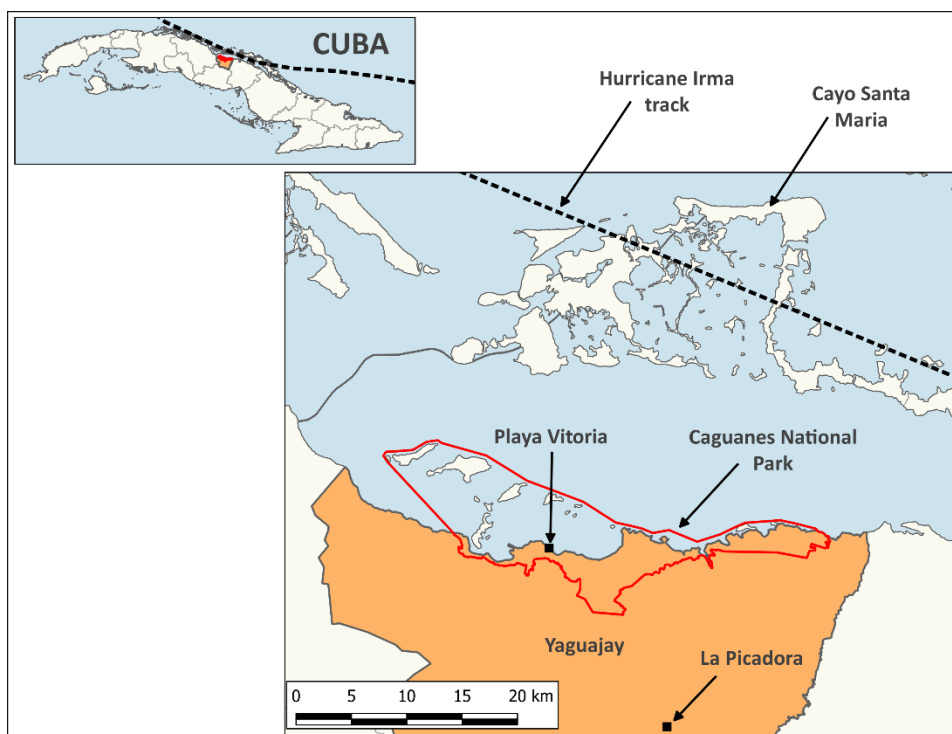 CUBA
Hurricane Irma
track
Cayo Santa
Maria
Playa Vitoria
Caguanes National
Park
Yaguajay
La Picadora
0 5 10 15 20 km